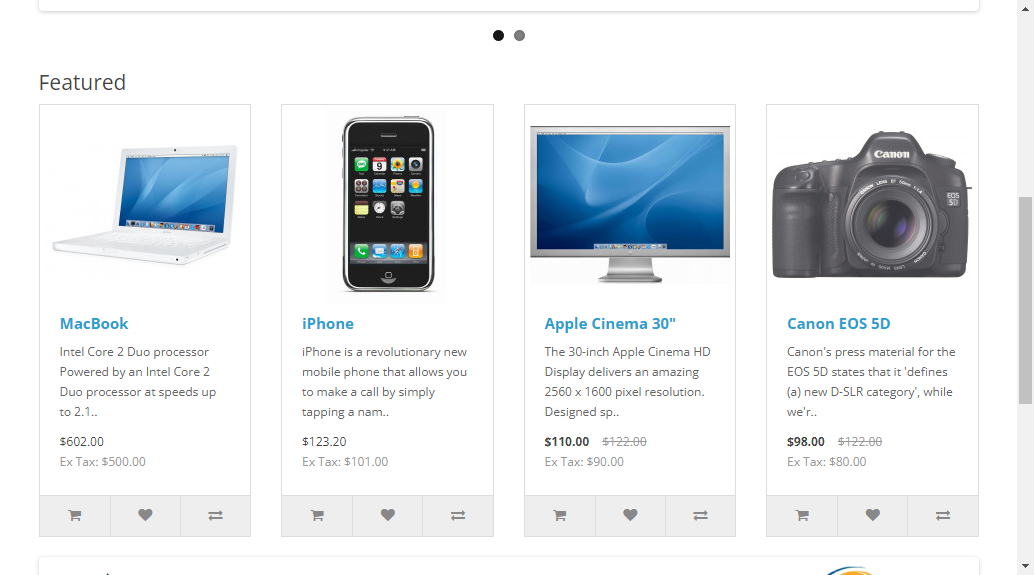 Featured
MacBook
Intel Core 2 Duo processor
Powered by an Intel Core 2
Duo processor at speeds up
to 2.1..
$602.00
Ex Tax: $500.00
iPhone
iPhone is a revolutionary new
mobile phone that allows you
to make a call by simply
tapping a nam..
$123.20
Ex Tax: $101.00
Apple Cinema 30"
The 30-inch Apple Cinema HD
Display delivers an amazing
2560 x 1600 pixel resolution.
Designed sp..
$110.00 $122.00
Ex Tax: $90.00
Canon
EOS
5D
Canon EOS 5D
Canon's press material for the
EOS 5D states that it 'defines
(a) new D-SLR category', while
we'r..
$98.00 $122.00
Ex Tax: $80.00